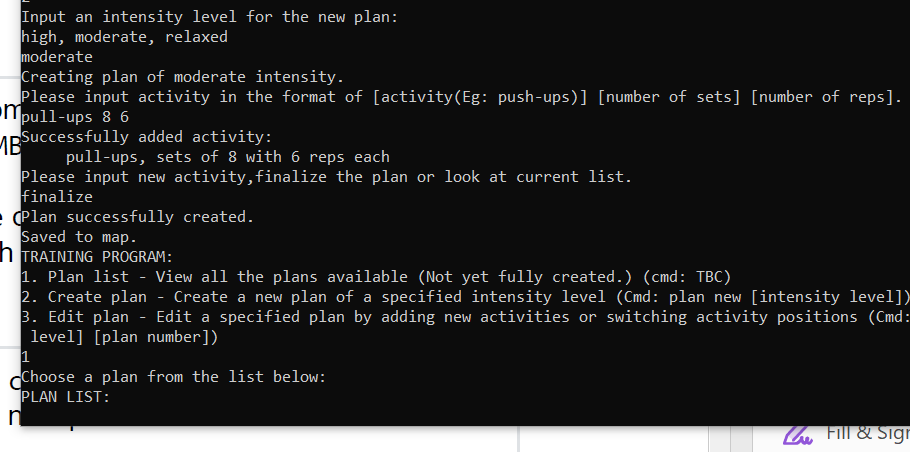 Input an intensity level for the new plan:
high, moderate, relaxed
moderate
Creating plan of moderate intensity.
Please input activity in the format of [activity(Eg: push-ups)] [number of sets] [number of reps].
pull-ups 8 6
Successfully added activity:
pull-ups, sets of 8 with 6 reps each
Please input new activity,finalize the plan or look at current list.
finalize
Plan successfully created.
Saved to map.
TRAINING PROGRAM:
1. Plan list - View all the plans available (Not yet fully created.) (cmd: TBC)
2. Create plan - Create a new plan of a specified intensity level (Cmd: plan new [intensity level])
3. Edit plan - Edit a specified plan by adding new activities or switching activity positions (Cmd:
level] [plan number])
1
Choose a plan from the list below:
PLAN LIST:
Fill & Sign